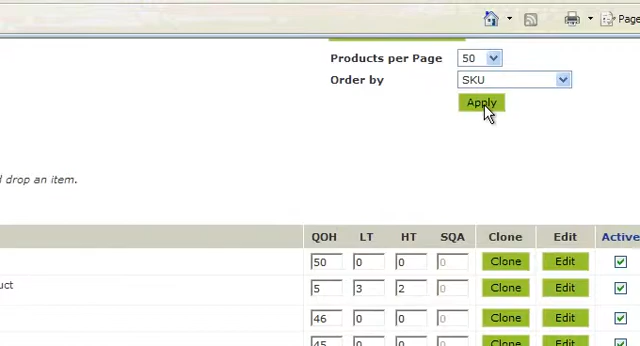 Page
Products per Page 50
Order by SKU
Apply
d drop an item.
QOH LT HT SQA Clone Edit Active
50 0 0 0 Clone Edit
uct 5 3 2 0 Clone Edit
46 0 0 0 Clone Edit